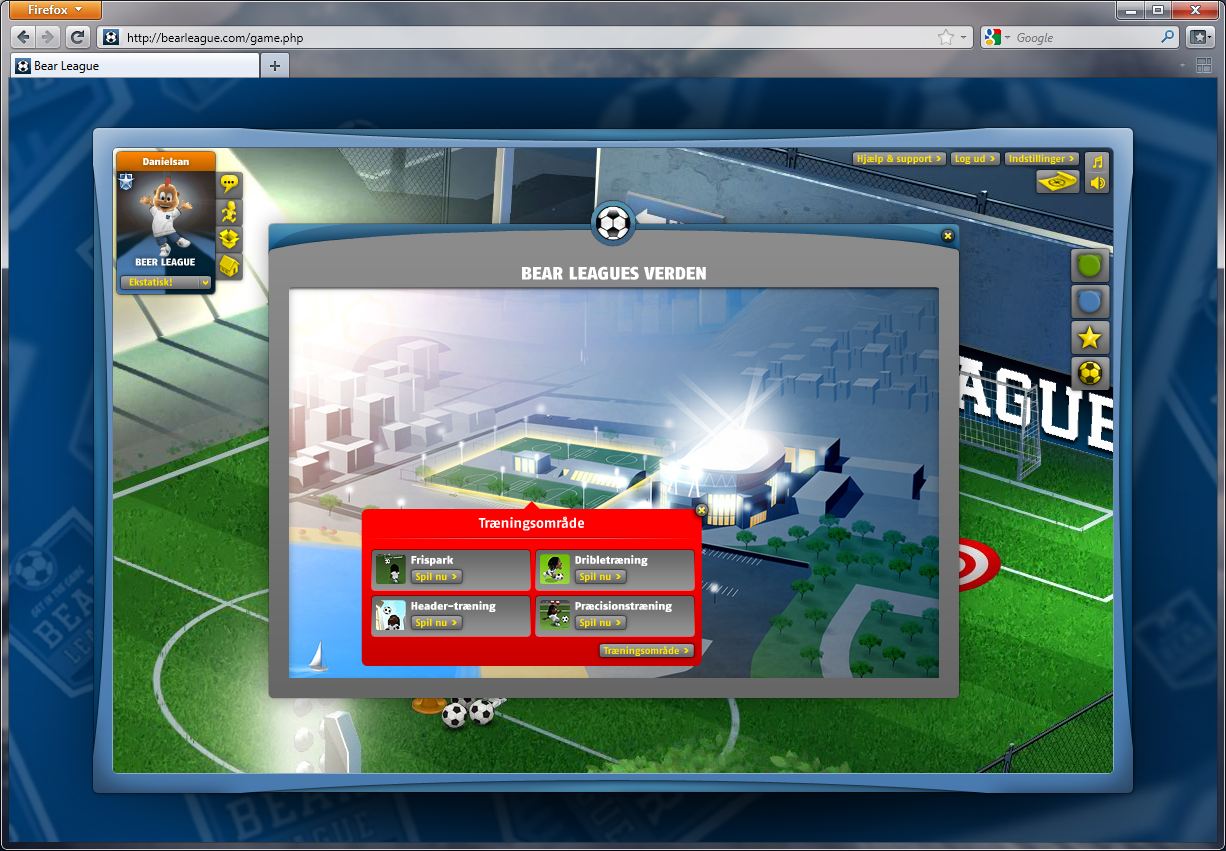 Firefox
http://bearleague.com/game.php
Google
Bear League
Danielsan
BEER LEAGUE
Ekstatisk!
Hjælp & support >
Log ud >
Indstillinger >
BEAR LEAGUES VERDEN
Træningsområde
Frispark
Spil nu >
Dribletræning
Spil nu >
Header-træning
Spil nu >
Præcisionstræning
Spil nu >
Træningsområde >
AGUE
GET IN THE GAME
BEAR
LEAGUE